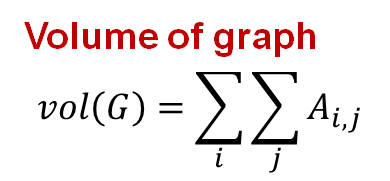 Volume of graph
vol(G) = ∑_i ∑_j A_{i,j}